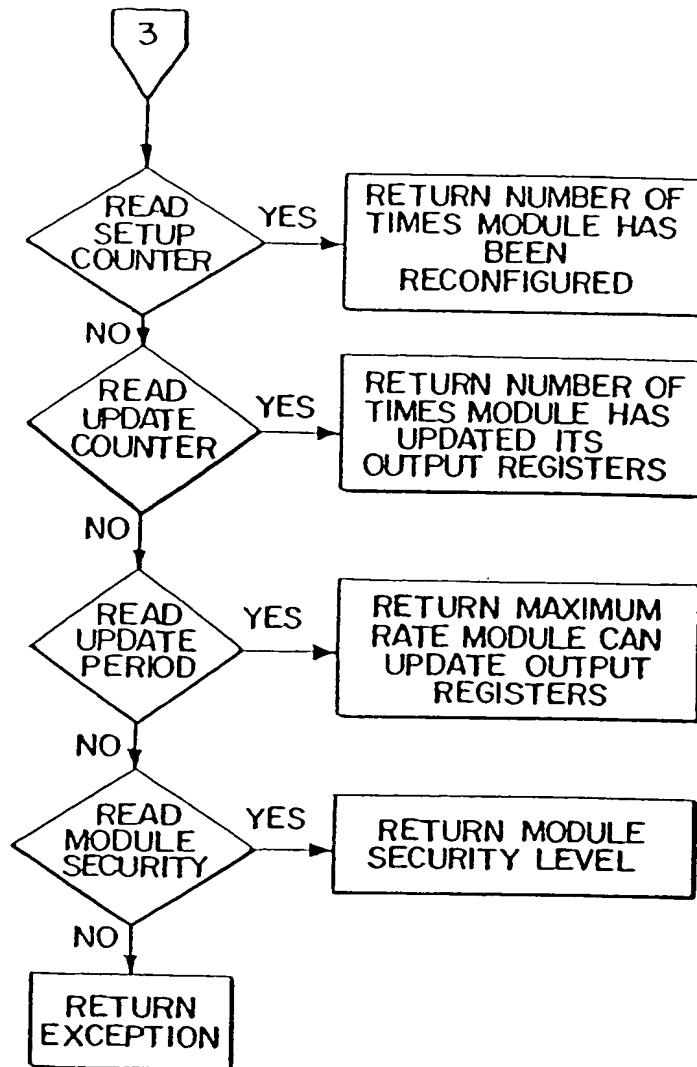 3
READ
SETUP
COUNTER
YES
RETURN NUMBER OF
TIMES MODULE HAS
BEEN
RECONFIGURED
NO
READ
UPDATE
COUNTER
YES
RETURN NUMBER OF
TIMES MODULE HAS
UPDATED ITS
OUTPUT REGISTERS
NO
READ
UPDATE
PERIOD
YES
RETURN MAXIMUM
RATE MODULE CAN
UPDATE OUTPUT
REGISTERS
NO
READ
MODULE
SECURITY
YES
RETURN MODULE
SECURITY LEVEL
NO
RETURN
EXCEPTION